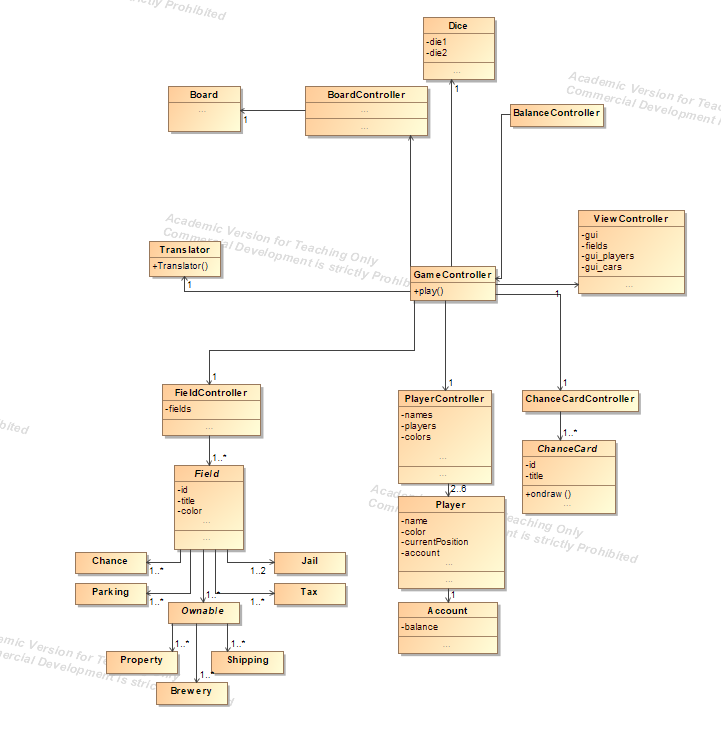 ctly Prohibited
Dice
-die1
-die2
...
1
Academic Version for Teaching Only
Commercial Development is strictly Prohibited
Board
...
1
BoardController
...
...
BalanceController
ViewController
-gui
-fields
-gui_players
-gui_cars
...
Academic Version for Teaching Only
Commercial Development is strictly Prohibited
Translator
+Translator()
1
GameController
+play()
1
1
FieldController
-fields
...
1..*
1
PlayerController
-names
-players
-colors
...
...
2..6
1
ChanceCardController
1..*
ChanceCard
-id
-title
+ondraw ()
...
ibited
Field
-id
-title
-color
...
...
Player
-name
-color
-currentPosition
-account
...
...
1
Academic Version for Teaching Only
Commercial Development is strictly Prohibited
Chance
1..*
Jail
1..2
Parking
1..*
Tax
1..*
1..*
Ownable
Account
-balance
...
Academic Version for Teaching Only
Commercial Development is strictly Prohibited
1..*
1..*
Property
Shipping
1..*
Brewery